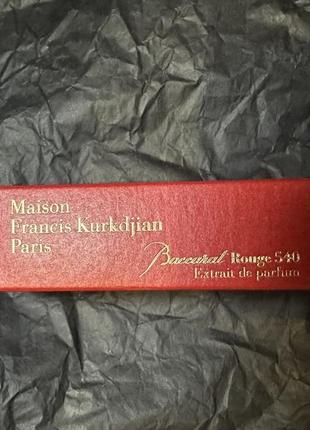 Maison
Francis Kurkdjian
Paris
Baccarat Rouge 540
Extrait de parfum